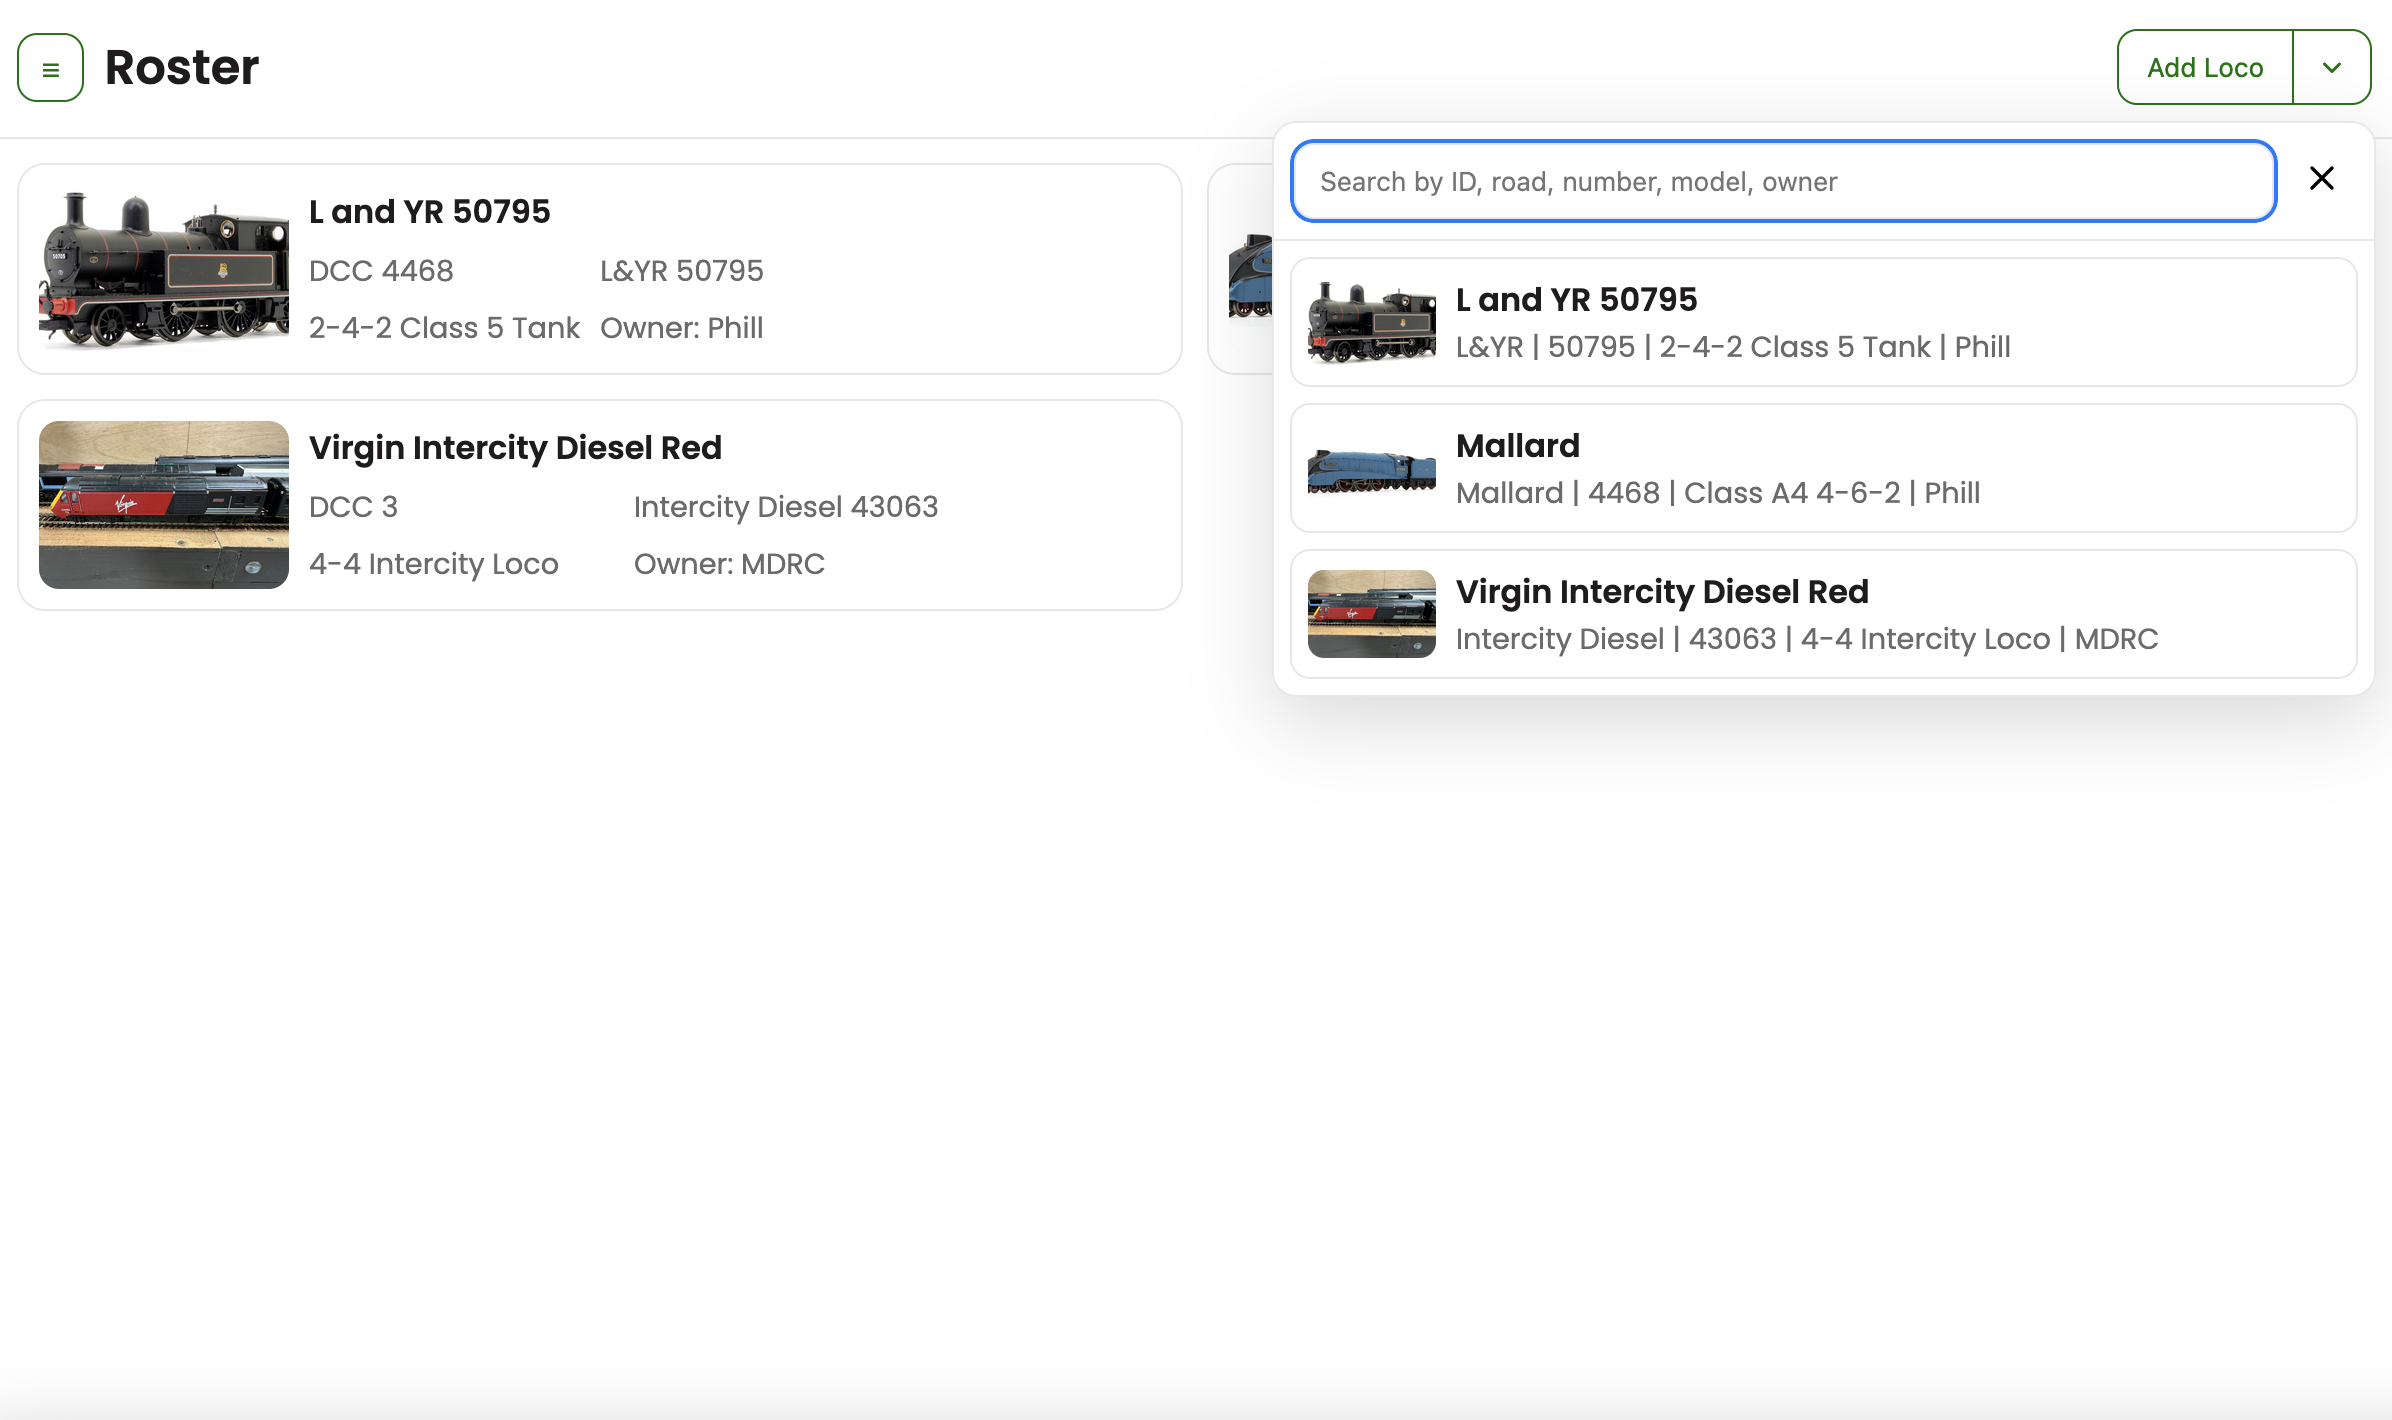 Roster
Add Loco
L and YR 50795
DCC 4468 L&YR 50795
2-4-2 Class 5 Tank Owner: Phill
Virgin Intercity Diesel Red
DCC 3 Intercity Diesel 43063
4-4 Intercity Loco Owner: MDRC
Search by ID, road, number, model, owner
L and YR 50795
L&YR | 50795 | 2-4-2 Class 5 Tank | Phill
Mallard
Mallard | 4468 | Class A4 4-6-2 | Phill
Virgin Intercity Diesel Red
Intercity Diesel | 43063 | 4-4 Intercity Loco | MDRC
Virgin